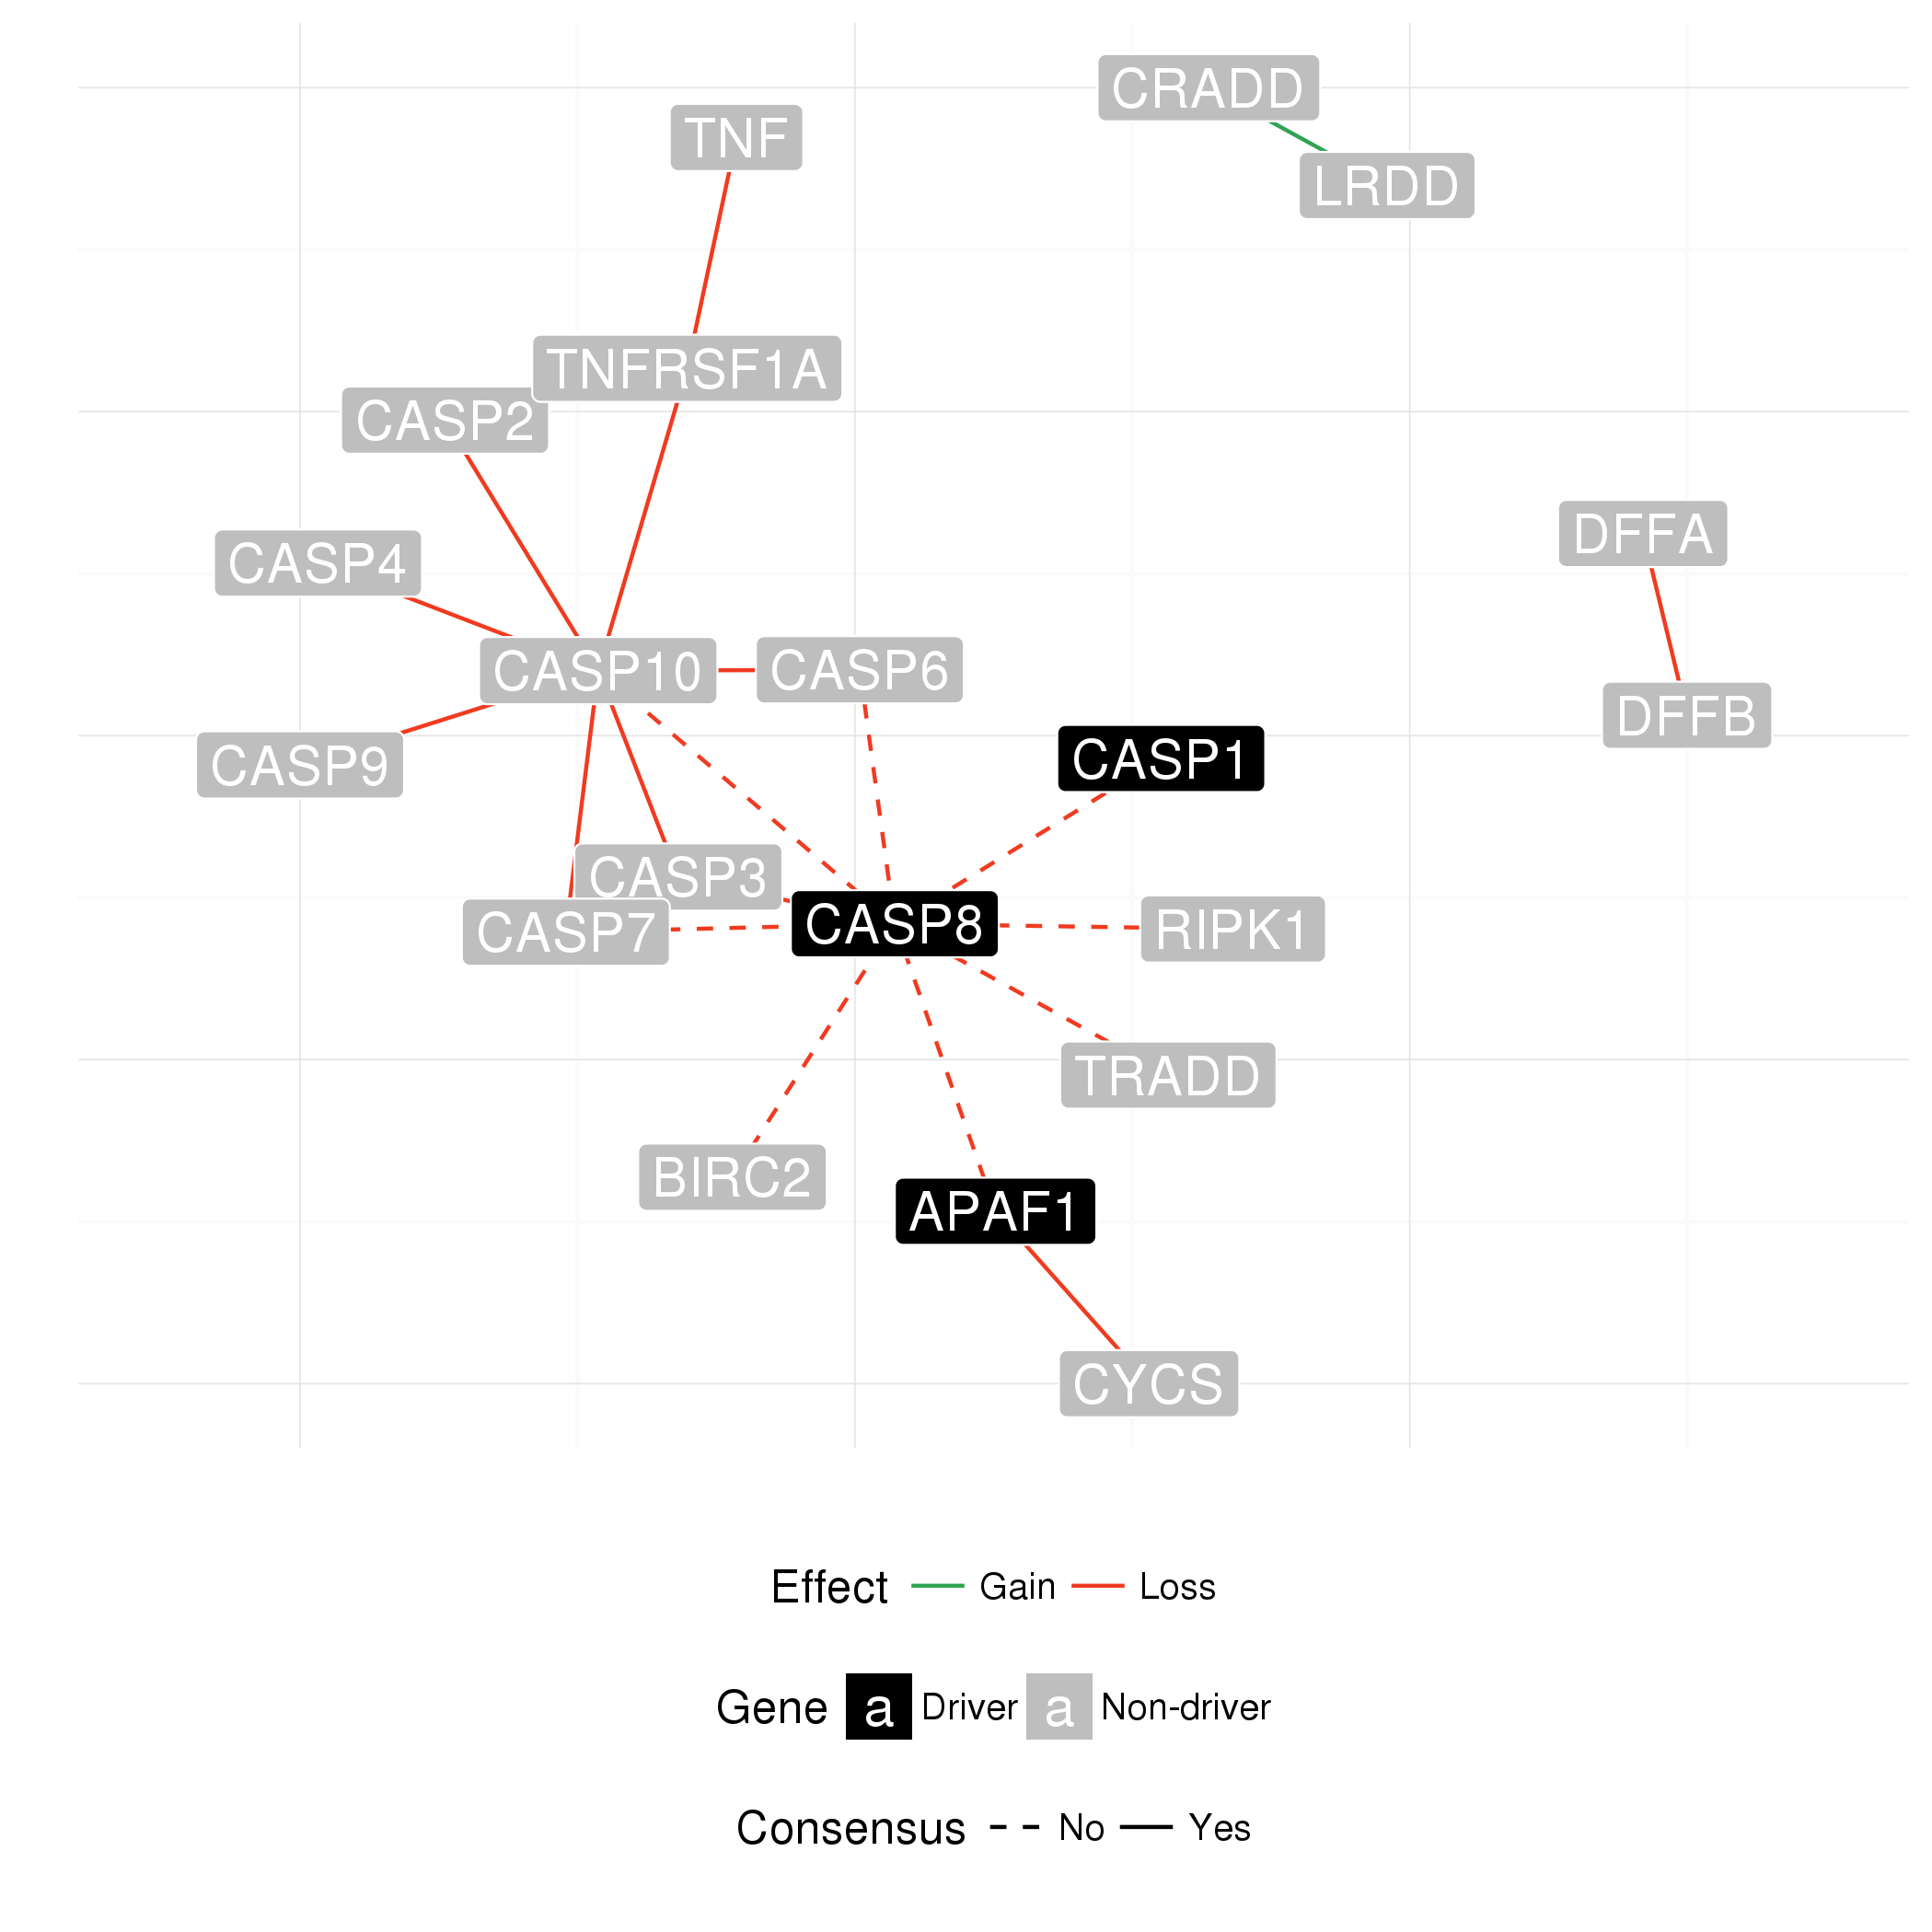 CRADD
TNF
LRDD
TNFRSF1A
CASP2
DFFA
CASP4
CASP10
CASP6
DFFB
CASP1
CASP9
CASP3
CASP8
RIPK1
CASP7
TRADD
BIRC2
APAF1
CYCS
Effect Gain Loss
Gene a Driver a Non-driver
Consensus No Yes